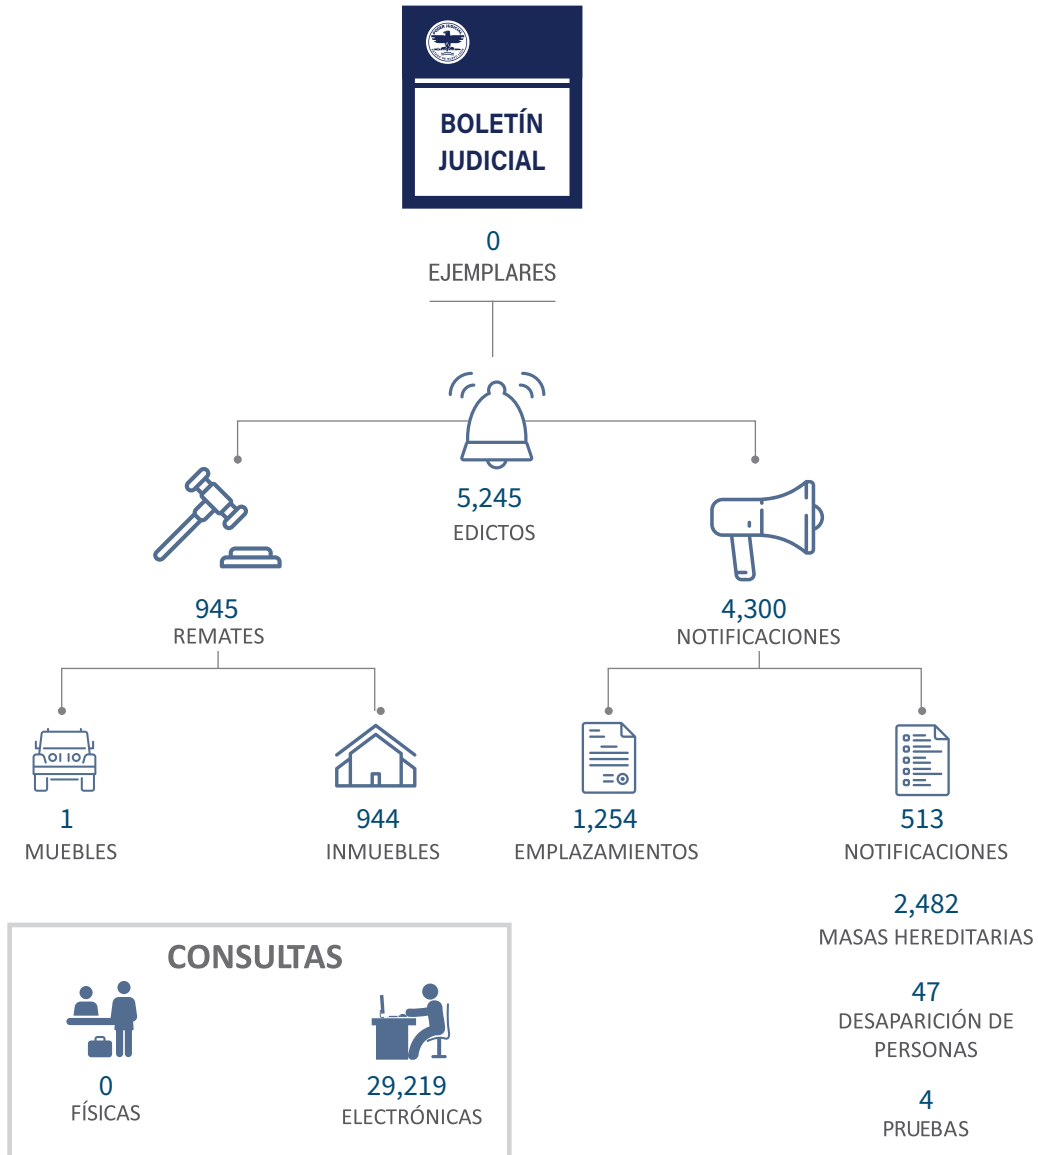 BOLETÍN
JUDICIAL
0
EJEMPLARES
5,245
EDICTOS
945
REMATES
4,300
NOTIFICACIONES
1
MUEBLES
944
INMUEBLES
1,254
EMPLAZAMIENTOS
513
NOTIFICACIONES
2,482
MASAS HEREDITARIAS
47
DESAPARICIÓN DE
PERSONAS
4
PRUEBAS
CONSULTAS
0
FÍSICAS
29,219
ELECTRÓNICAS